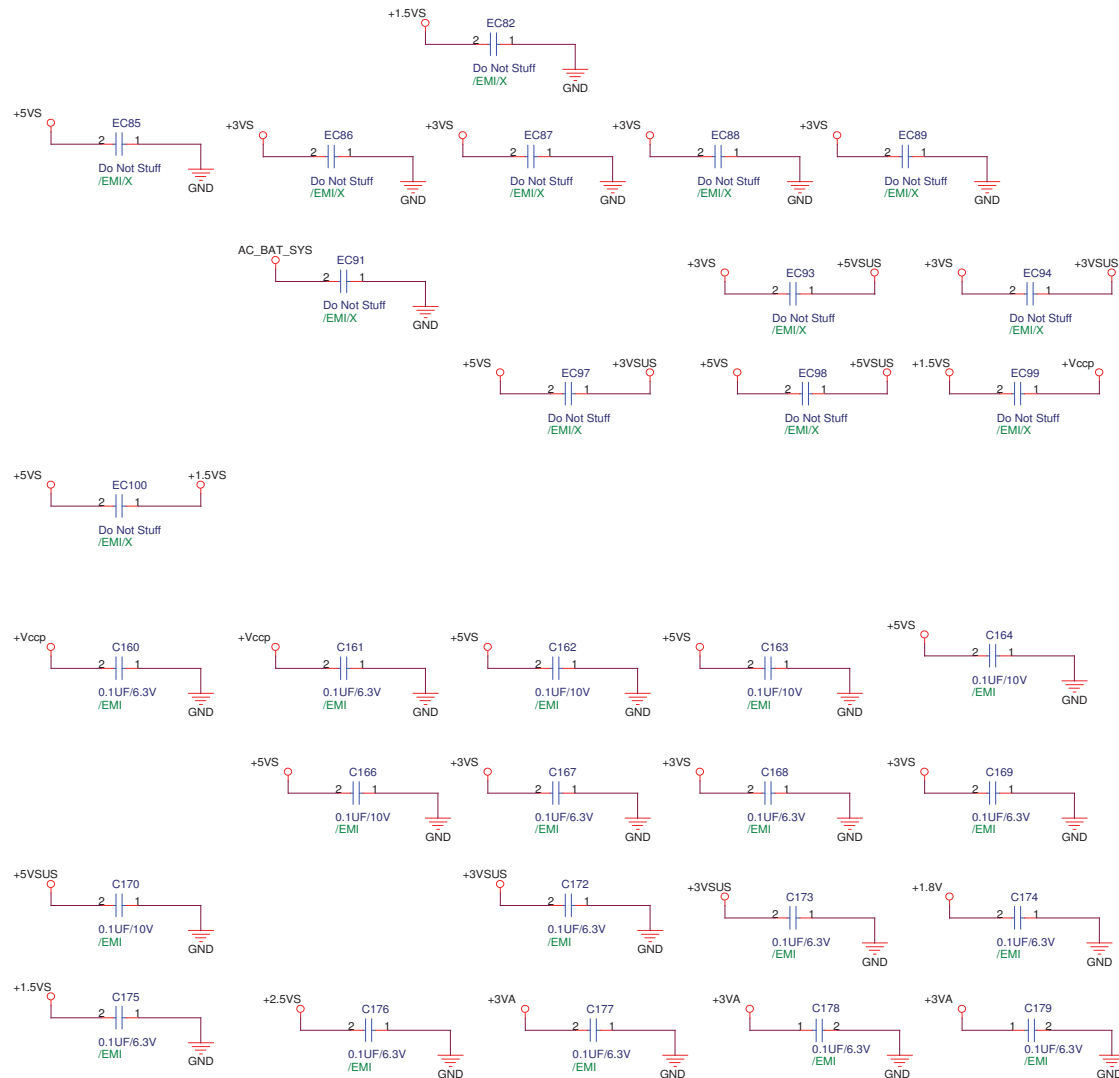 +1.5VS
EC82
2 1
Do Not Stuff
/EMI/X
GND
+5VS
EC85
2 1
Do Not Stuff
/EMI/X
GND
+3VS
EC86
2 1
Do Not Stuff
/EMI/X
GND
+3VS
EC87
2 1
Do Not Stuff
/EMI/X
GND
+3VS
EC88
2 1
Do Not Stuff
/EMI/X
GND
+3VS
EC89
2 1
Do Not Stuff
/EMI/X
GND
AC_BAT_SYS
EC91
2 1
Do Not Stuff
/EMI/X
GND
+3VS
EC93
+5VSUS
2 1
Do Not Stuff
/EMI/X
+3VS
EC94
+3VSUS
2 1
Do Not Stuff
/EMI/X
+5VS
EC97
+3VSUS
2 1
Do Not Stuff
/EMI/X
+5VS
EC98
+5VSUS
2 1
Do Not Stuff
/EMI/X
+1.5VS
EC99
+Vccp
2 1
Do Not Stuff
/EMI/X
+5VS
EC100
+1.5VS
2 1
Do Not Stuff
/EMI/X
+Vccp
C160
2 1
0.1UF/6.3V
/EMI
GND
+Vccp
C161
2 1
0.1UF/6.3V
/EMI
GND
+5VS
C162
2 1
0.1UF/10V
/EMI
GND
+5VS
C163
2 1
0.1UF/10V
/EMI
GND
+5VS
C164
2 1
0.1UF/10V
/EMI
GND
+5VS
C166
2 1
0.1UF/10V
/EMI
GND
+3VS
C167
2 1
0.1UF/6.3V
/EMI
GND
+3VS
C168
2 1
0.1UF/6.3V
/EMI
GND
+3VS
C169
2 1
0.1UF/6.3V
/EMI
GND
+5VSUS
C170
2 1
0.1UF/10V
/EMI
GND
+3VSUS
C172
2 1
0.1UF/6.3V
/EMI
GND
+3VSUS
C173
2 1
0.1UF/6.3V
/EMI
GND
+1.8V
C174
2 1
0.1UF/6.3V
/EMI
GND
+1.5VS
C175
2 1
0.1UF/6.3V
/EMI
GND
+2.5VS
C176
2 1
0.1UF/6.3V
/EMI
GND
+3VA
C177
2 1
0.1UF/6.3V
/EMI
GND
+3VA
C178
1 2
0.1UF/6.3V
/EMI
GND
+3VA
C179
1 2
0.1UF/6.3V
/EMI
GND